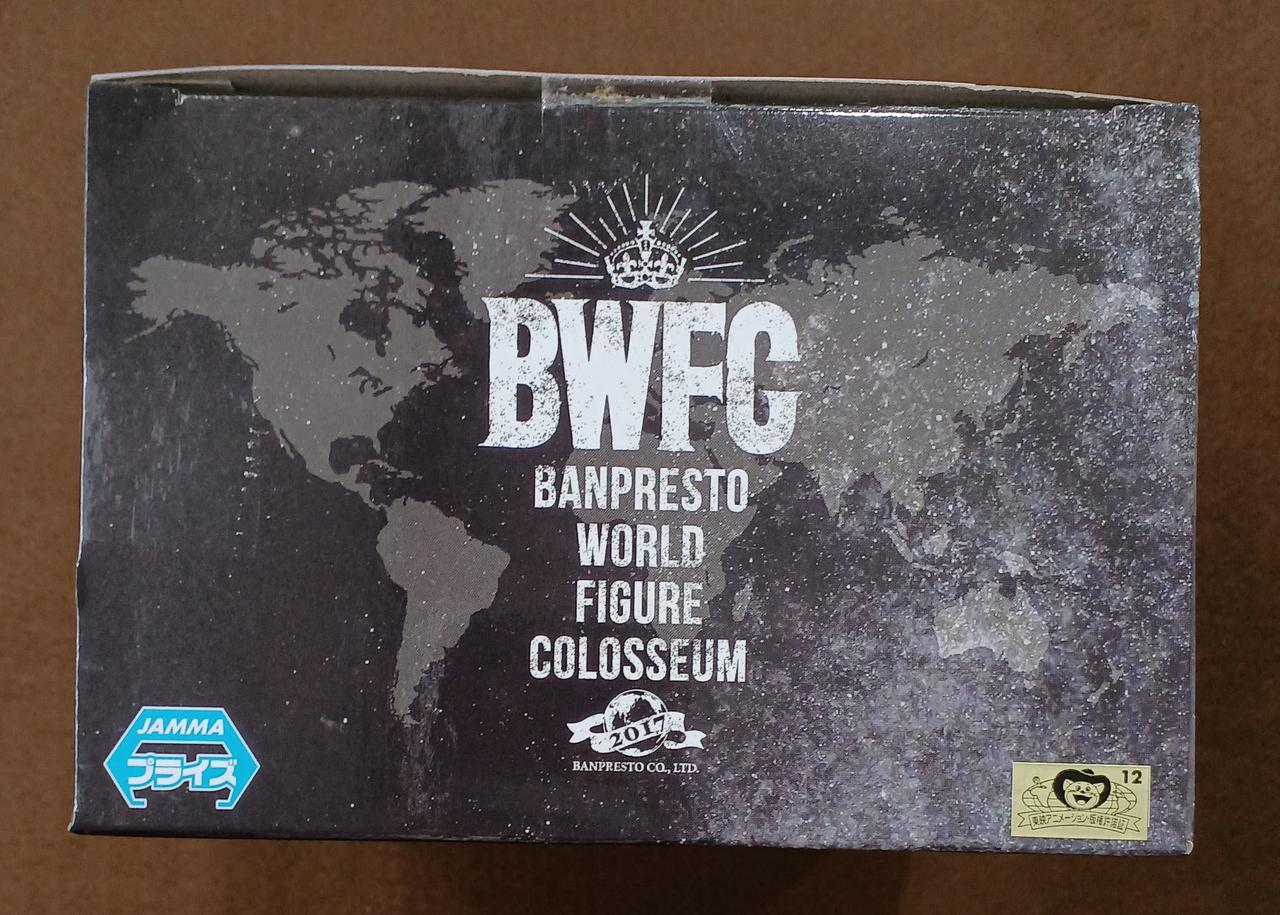 BWFC
BANPRESTO
WORLD
FIGURE
COLOSSEUM
2017
BANPRESTO CO., LTD.
JAMMA
プライズ
12
東映アニメーション・版権許諾証